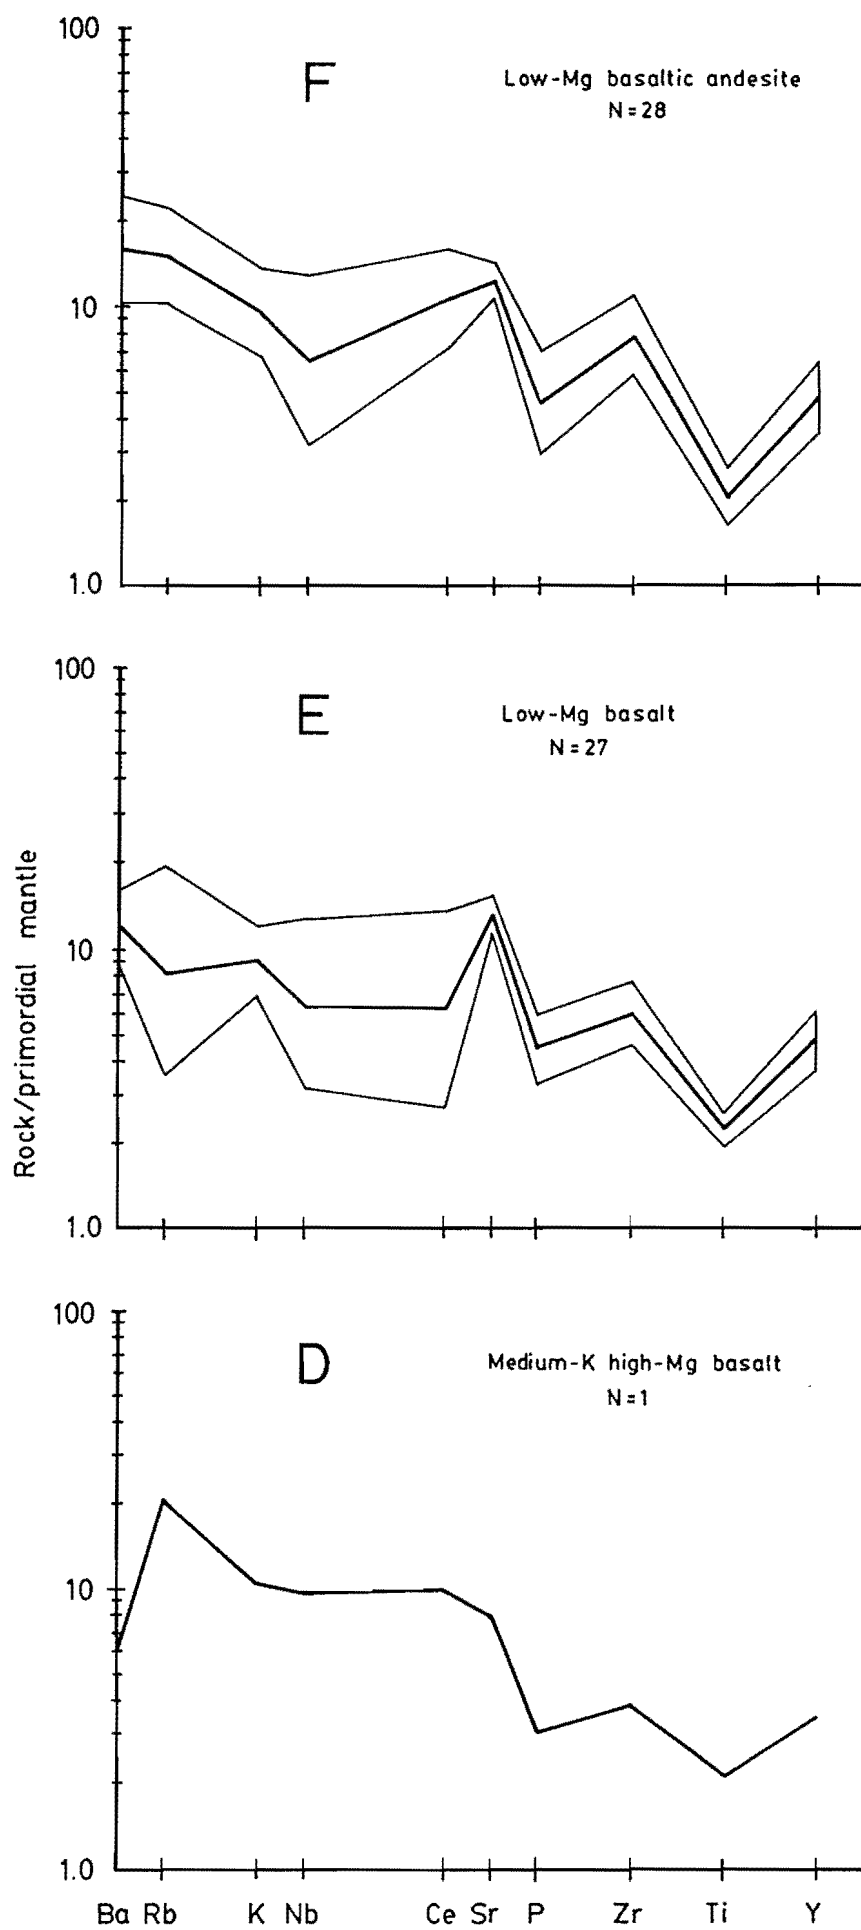 100
F
Low-Mg basaltic andesite
N=28
10
1.0
100
E
Low-Mg basalt
N=27
10
1.0
Rock/primordial mantle
100
D
Medium-K high-Mg basalt
N=1
10
1.0
Ba Rb K Nb Ce Sr P Zr Ti Y